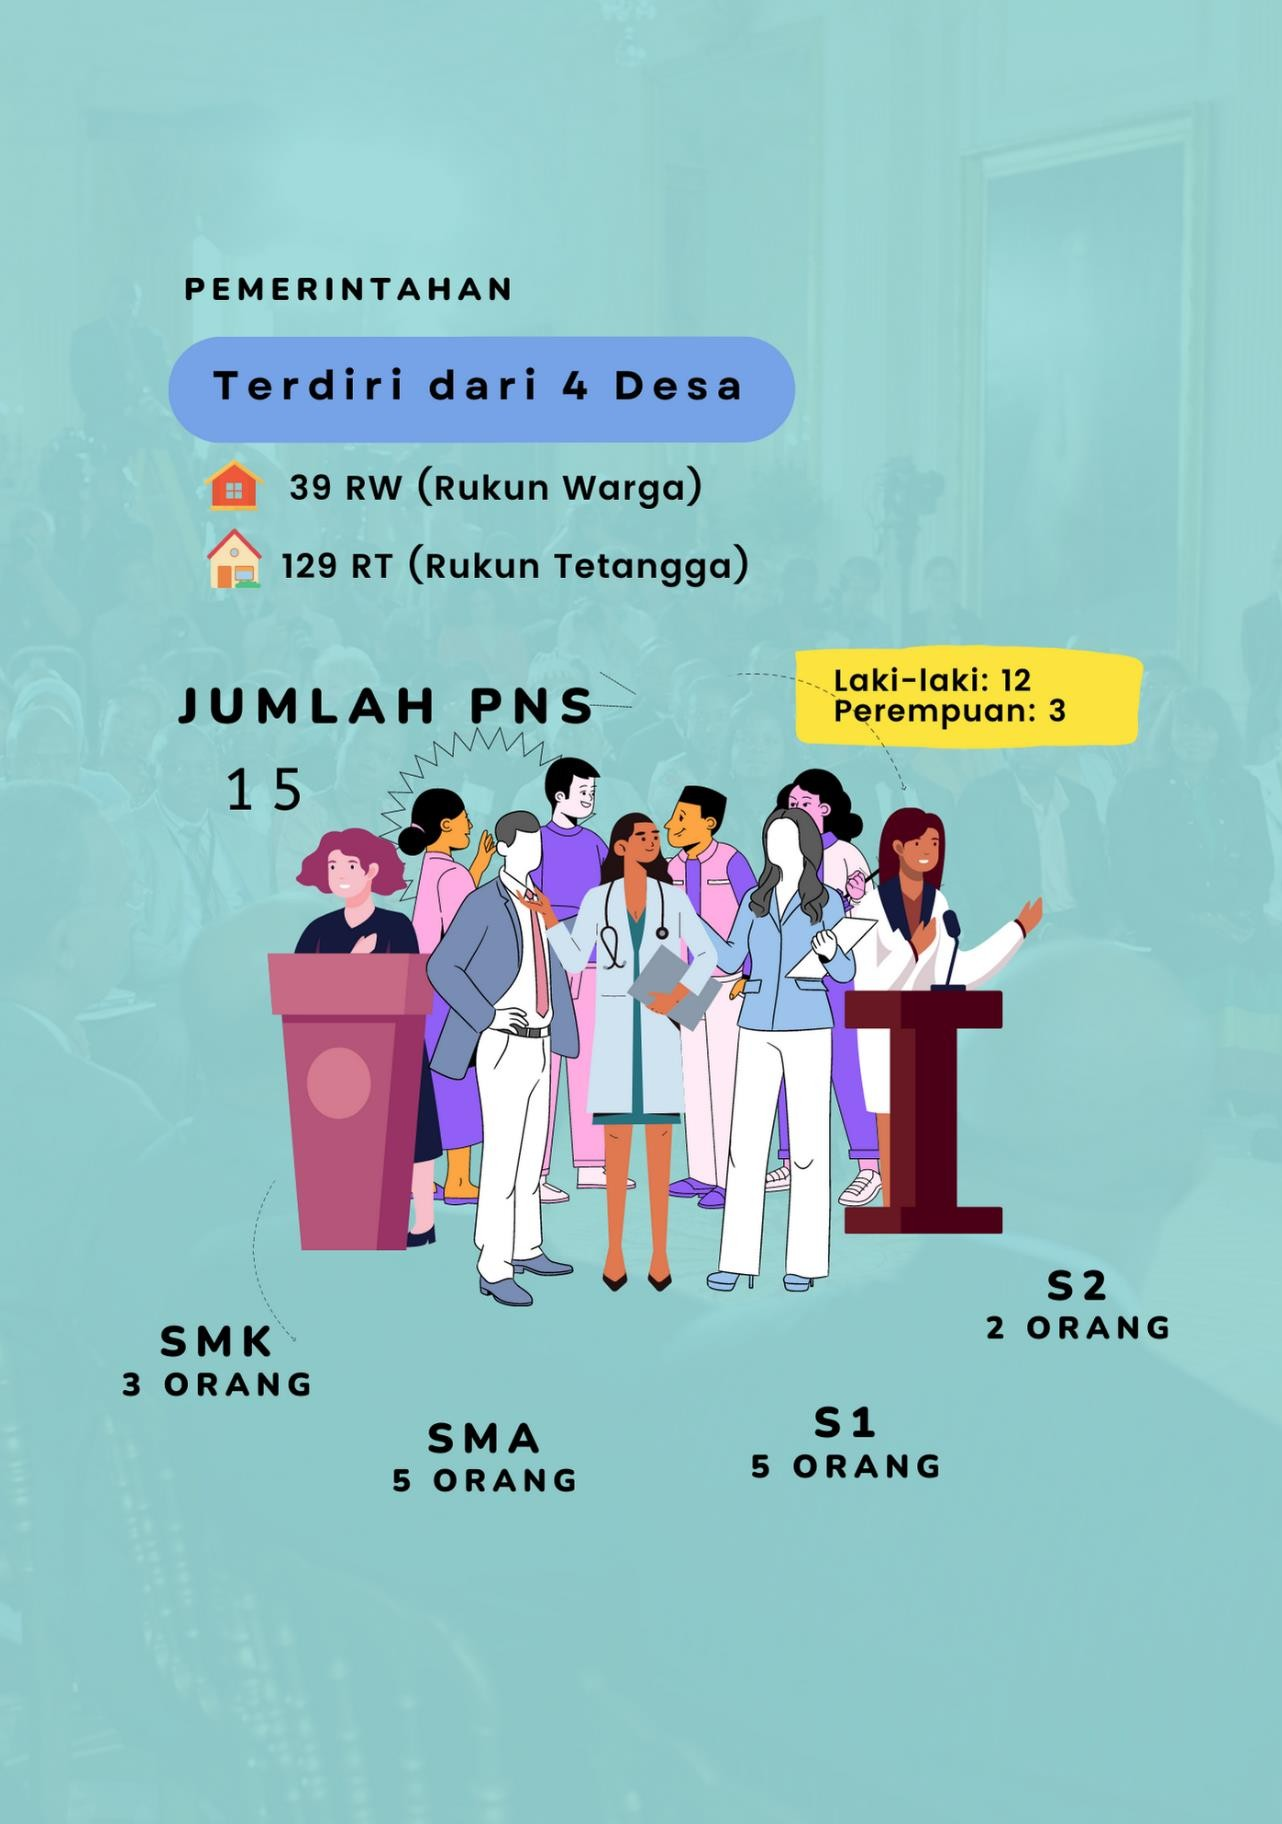 PEMERINTAHAN
Terdiri dari 4 Desa
39 RW (Rukun Warga)
129 RT (Rukun Tetangga)
JUMLAH PNS
15
Laki-laki: 12
Perempuan: 3
SMK
3 ORANG
SMA
5 ORANG
S1
5 ORANG
S2
2 ORANG